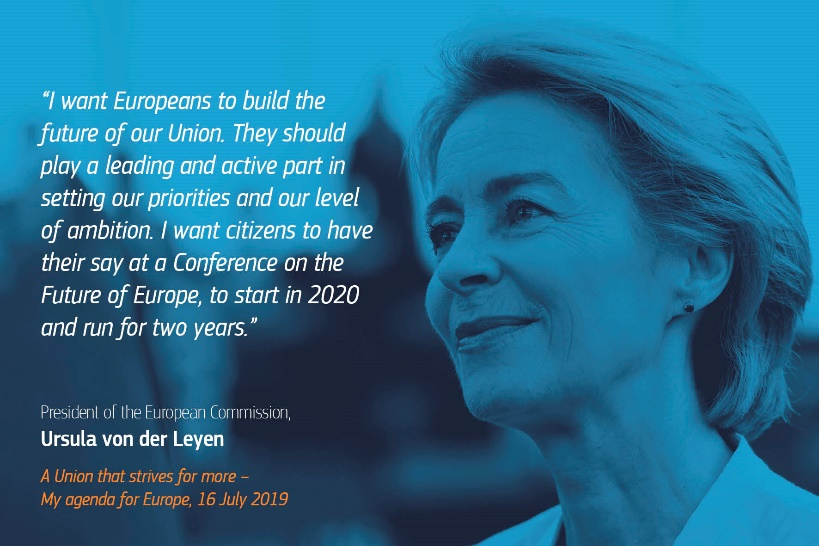 “I want Europeans to build the
future of our Union. They should
play a leading and active part in
setting our priorities and our level
of ambition. I want citizens to have
their say at a Conference on the
Future of Europe, to start in 2020
and run for two years.”
President of the European Commission,
Ursula von der Leyen
A Union that strives for more –
My agenda for Europe, 16 July 2019